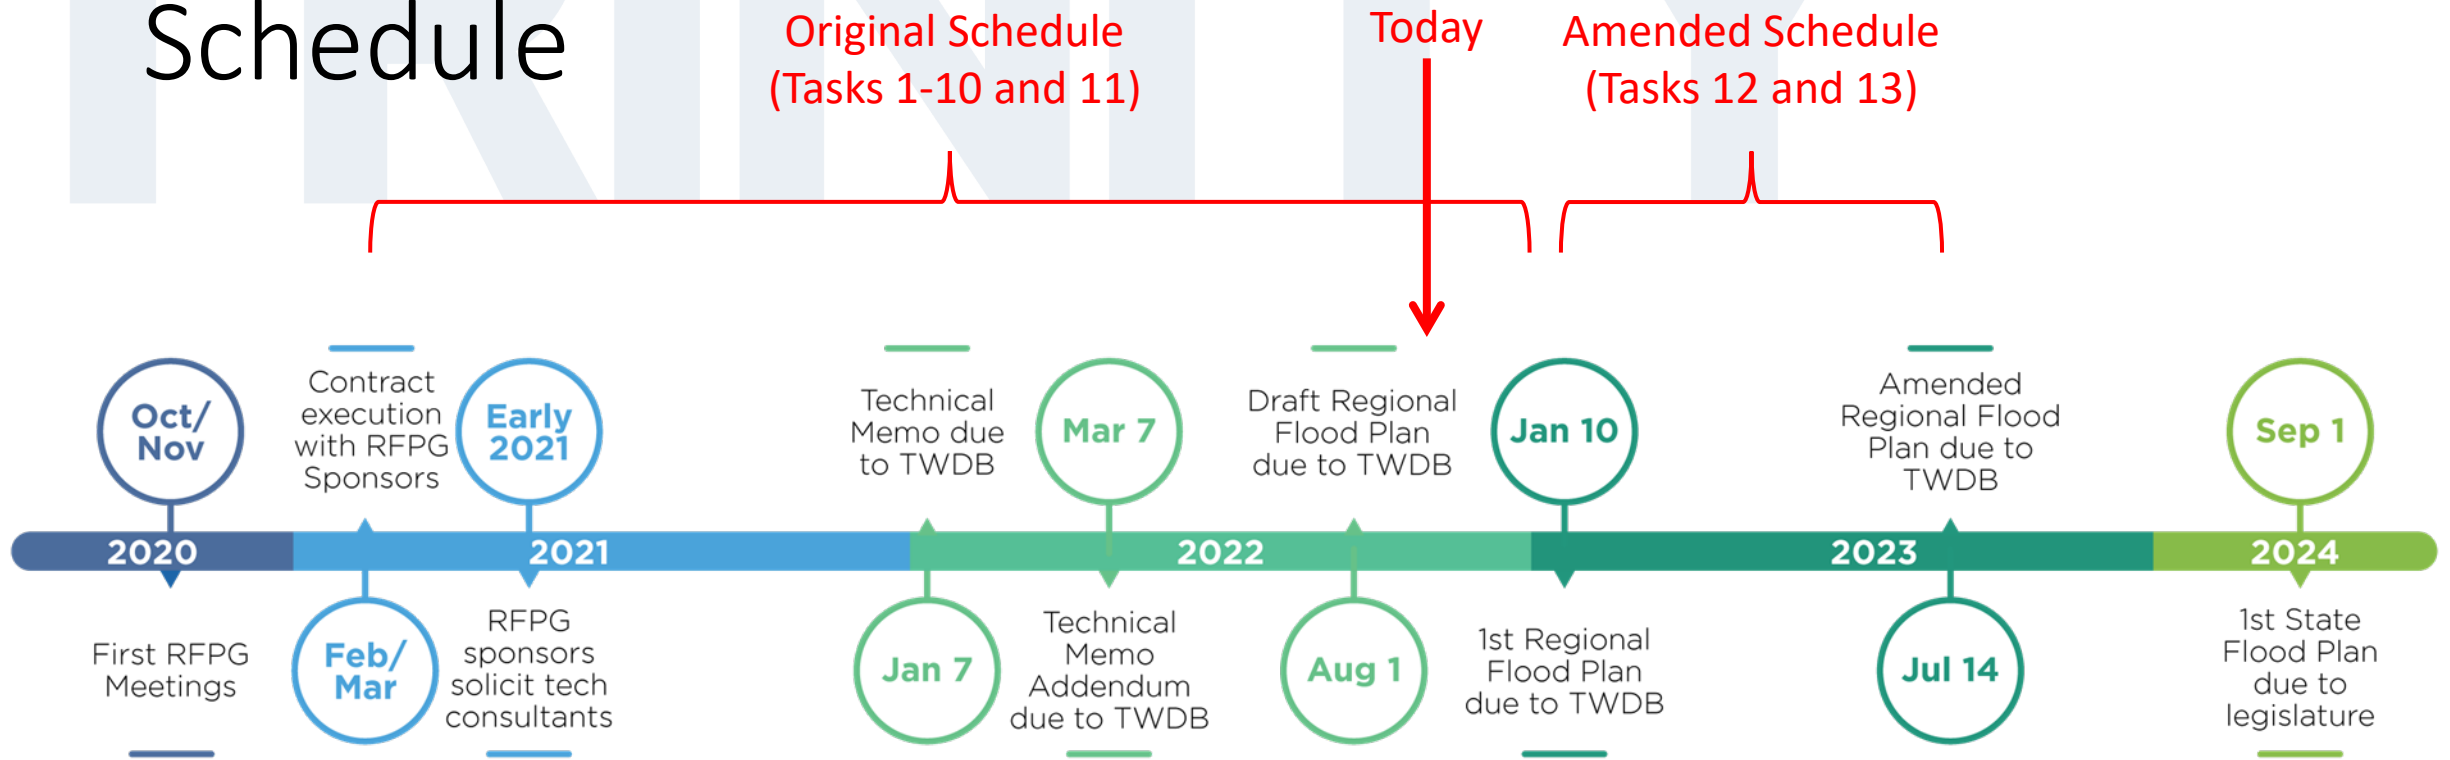 TRINITY
Schedule
Original Schedule
(Tasks 1-10 and 11)
Today
Amended Schedule
(Tasks 12 and 13)
Oct/
Nov
Contract
execution
with RFPG
Sponsors
Early
2021
Technical
Memo due
to TWDB
Mar 7
Draft Regional
Flood Plan
due to TWDB
Jan 10
Amended
Regional Flood
Plan due to
TWDB
Sep 1
2020
2021
2022
2023
2024
First RFPG
Meetings
Feb/
Mar
RFPG
sponsors
solicit tech
consultants
Jan 7
Technical
Memo
Addendum
due to TWDB
Aug 1
1st Regional
Flood Plan
due to TWDB
Jul 14
1st State
Flood Plan
due to
legislature